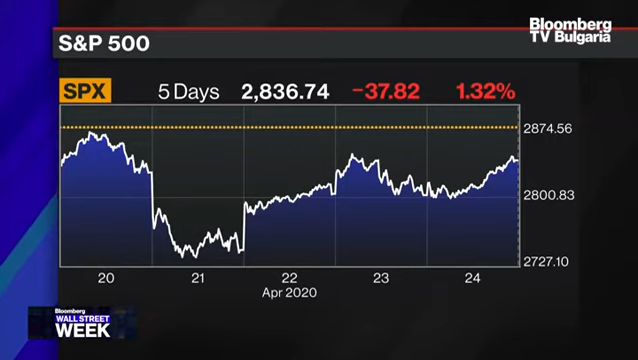 Bloomberg
TV Bulgaria
S&P 500
SPX 5 Days 2,836.74 -37.82 1.32%
2874.56
2800.83
2727.10
20 21 22 23 24
Apr 2020
Bloomberg
WALL STREET
WEEK